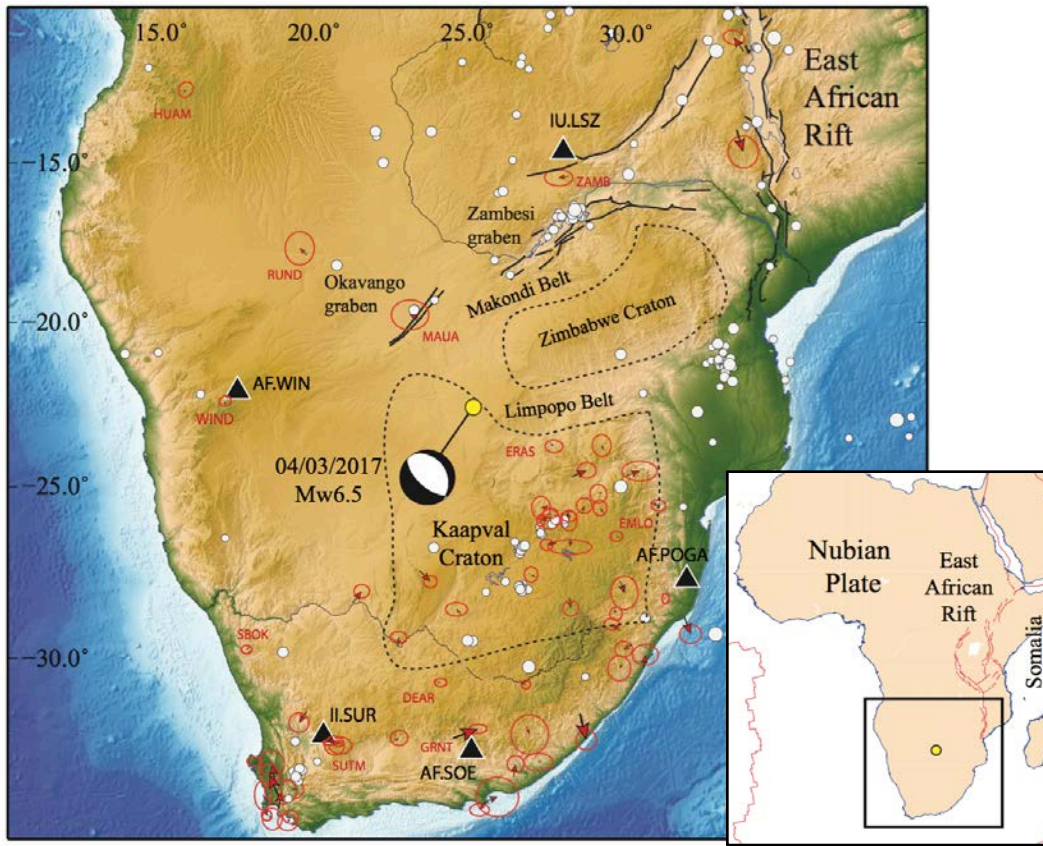 15.0° 20.0° 25.0° 30.0°
East
African
Rift
HUAM
IU.LSZ
-15.0°
ZAMB
Zambesi
graben
RUND
Okavango
graben
Makondi Belt
Zimbabwe Craton
-20.0°
MAUA
AF.WIN
WIND
Limpopo Belt
ERAS
04/03/2017
Mw6.5
-25.0°
EMLO
Kaapval
Craton
AF.POGA
SBOK
-30.0°
DEAR
II.SUR
GRNT
SUTM
AF.SOE
Nubian
Plate
East
African
Rift
Somalia